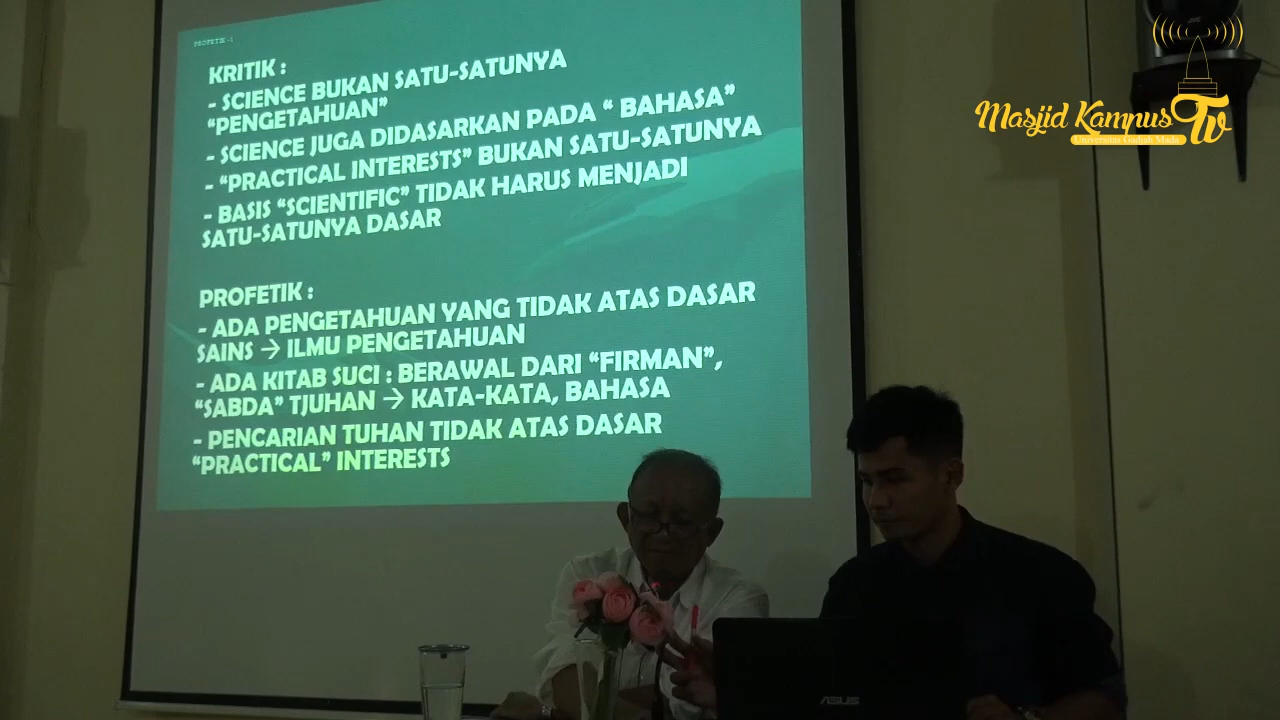 PROFETIK -1
KRITIK :
- SCIENCE BUKAN SATU-SATUNYA
“PENGETAHUAN”
- SCIENCE JUGA DIDASARKAN PADA “ BAHASA”
- “PRACTICAL INTERESTS” BUKAN SATU-SATUNYA
- BASIS “SCIENTIFIC” TIDAK HARUS MENJADI
SATU-SATUNYA DASAR
PROFETIK :
- ADA PENGETAHUAN YANG TIDAK ATAS DASAR
SAINS → ILMU PENGETAHUAN
- ADA KITAB SUCI : BERAWAL DARI “FIRMAN”,
“SABDA” TJUHAN → KATA-KATA, BAHASA
- PENCARIAN TUHAN TIDAK ATAS DASAR
“PRACTICAL” INTERESTS
Masjid Kampus Tv
Universitas Gadjah Mada
JVC
ASUS